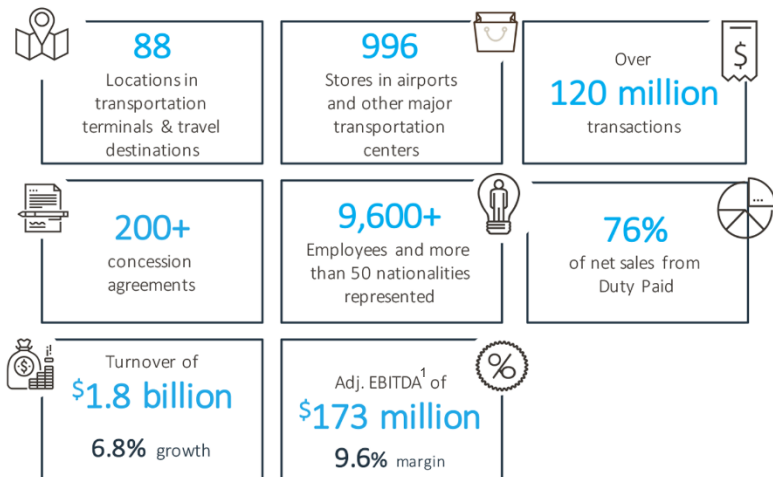 88
Locations in
transportation
terminals & travel
destinations
996
Stores in airports
and other major
transportation
centers
Over
120 million
transactions
$
200+
concession
agreements
9,600+
Employees and more
than 50 nationalities
represented
76%
of net sales from
Duty Paid
...
$
Turnover of
$1.8 billion
6.8% growth
Adj. EBITDA¹ of
$173 million
9.6% margin
%